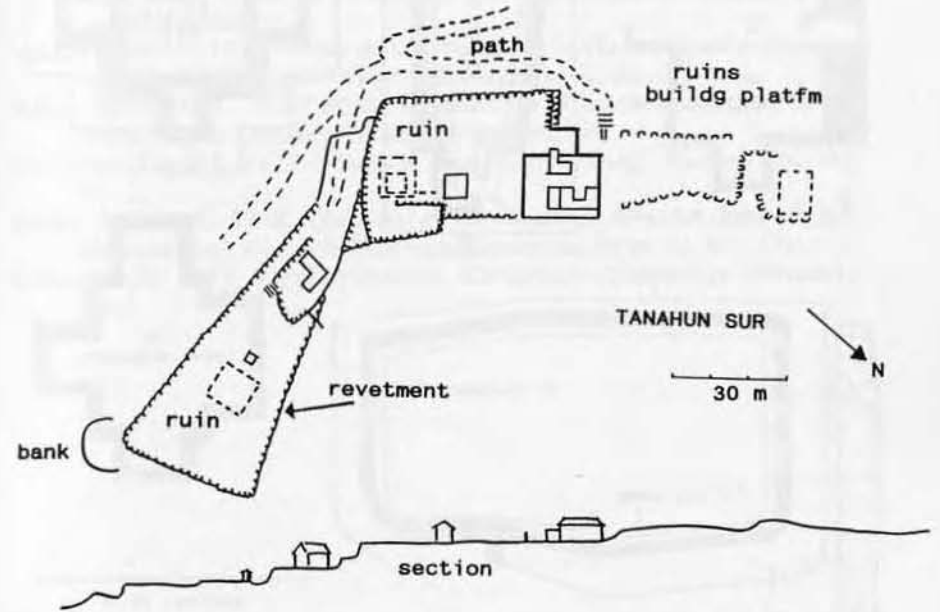 path
ruins
buildg platfm
ruin
TANAHUN SUR
N
30 m
revetment
ruin
bank
section